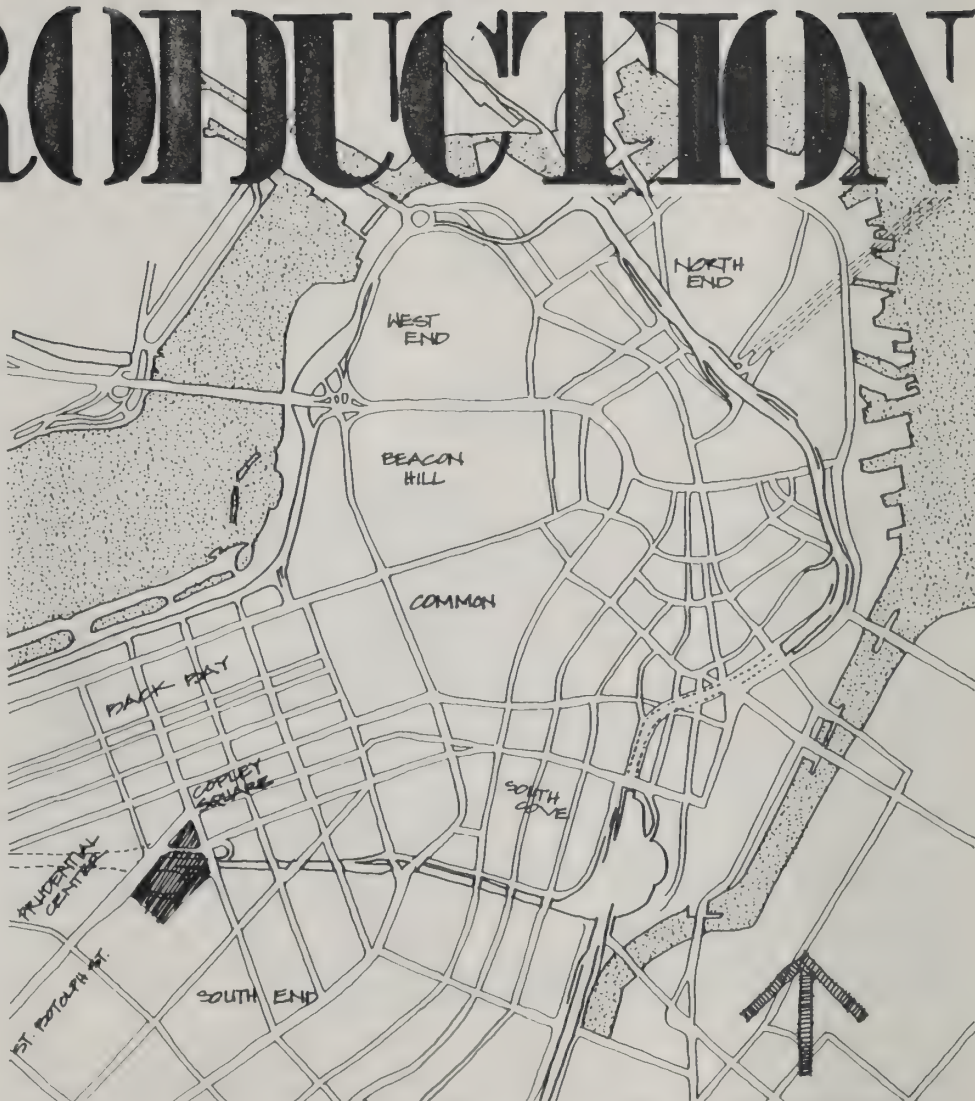 RODUCTION
NORTH
END
WEST
END
BEACON
HILL
COMMON
BACK BAY
COPLEY
SQUARE
SOUTH
COVE
PRUDENTIAL
CENTER
ST. BOTOLPH ST.
SOUTH END